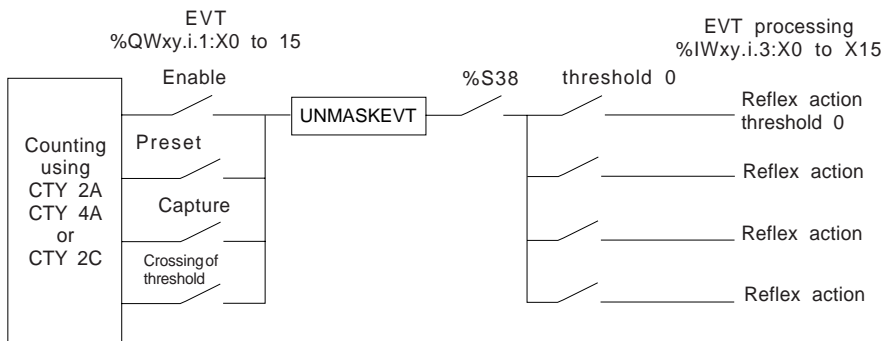 EVT
%QWxy.i.1:X0 to 15
EVT processing
%IWxy.i.3:X0 to X15
Enable
%S38
threshold 0
UNMASKEVT
Reflex action
threshold 0
Counting
using
CTY 2A
CTY 4A
or
CTY 2C
Preset
Reflex action
Capture
Reflex action
Crossing of
threshold
Reflex action